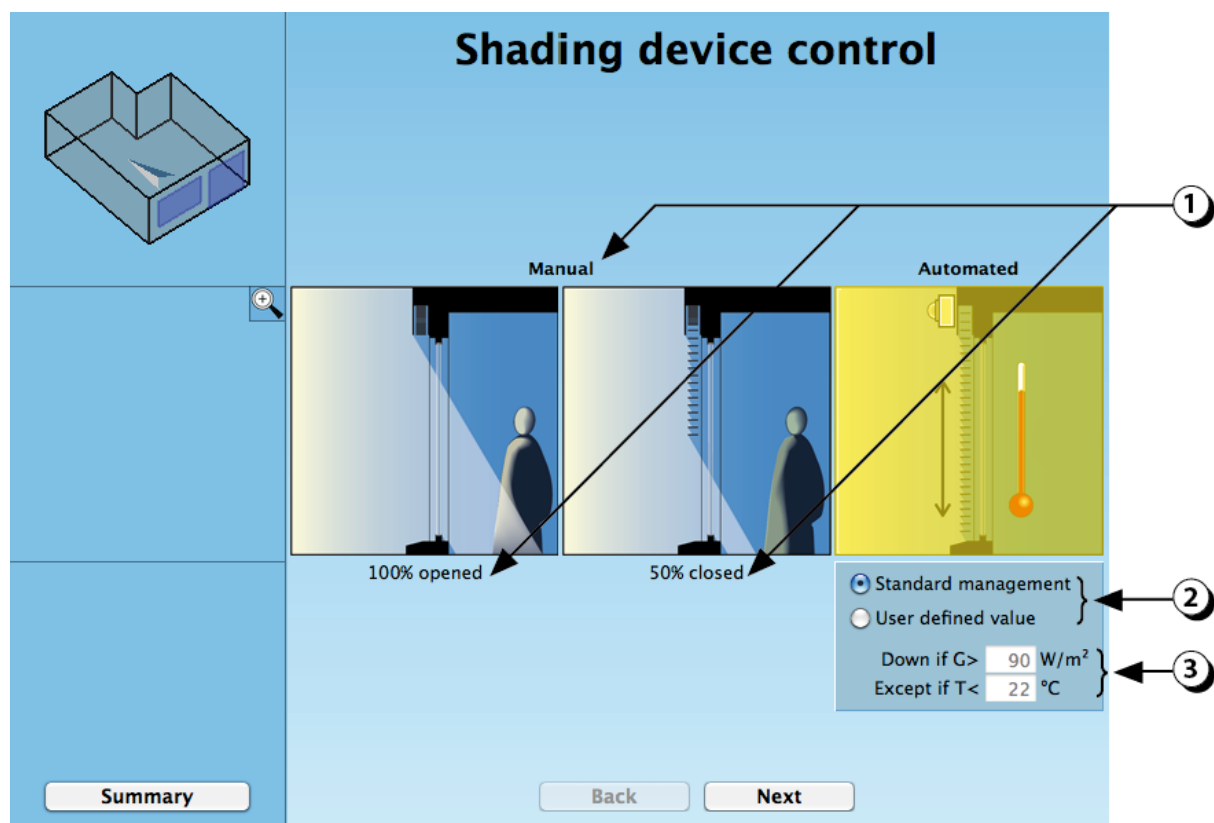 Shading device control
1
Manual
Automated
100% opened
50% closed
Standard management
2
User defined value
Down if G> 90 W/m²
3
Except if T< 22 °C
Summary
Back
Next